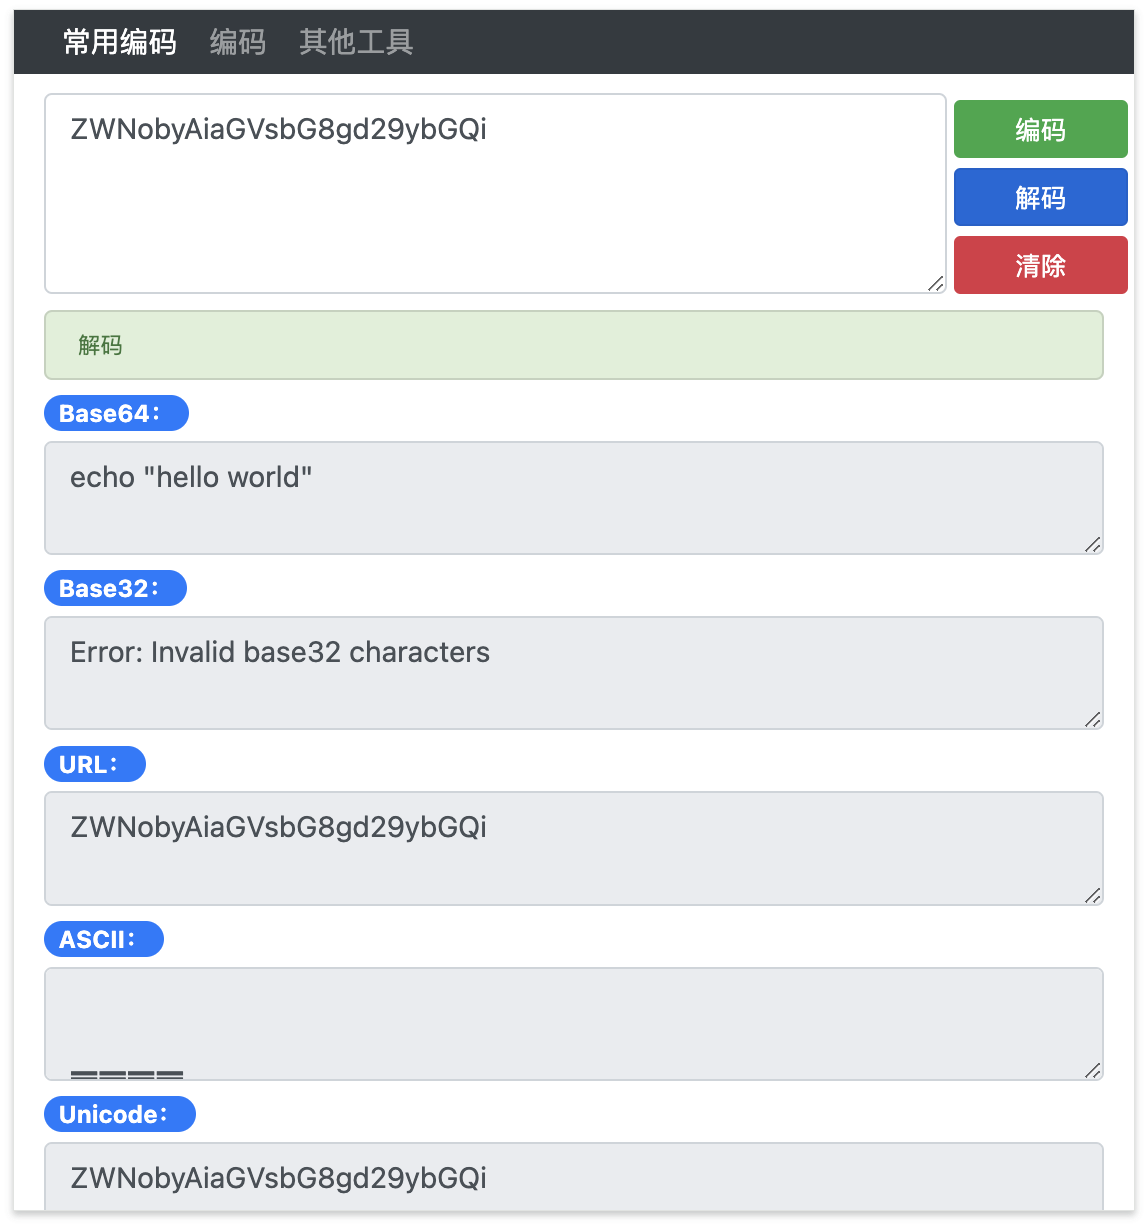 常用编码 编码 其他工具
ZWNobyAiaGVsbG8gd29ybGQi
编码
解码
清除
解码
Base64：
echo "hello world"
Base32：
Error: Invalid base32 characters
URL：
ZWNobyAiaGVsbG8gd29ybGQi
ASCII：
Unicode：
ZWNobyAiaGVsbG8gd29ybGQi